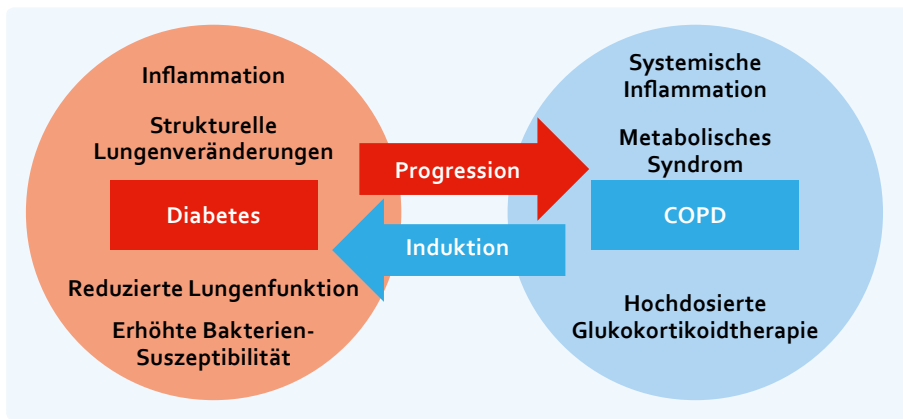 Inflammation
Strukturelle
Lungenveränderungen
Diabetes
Reduzierte Lungenfunktion
Erhöhte Bakterien-
Suszeptibilität
Progression
Induktion
Systemische
Inflammation
Metabolisches
Syndrom
COPD
Hochdosierte
Glukokortikoidtherapie